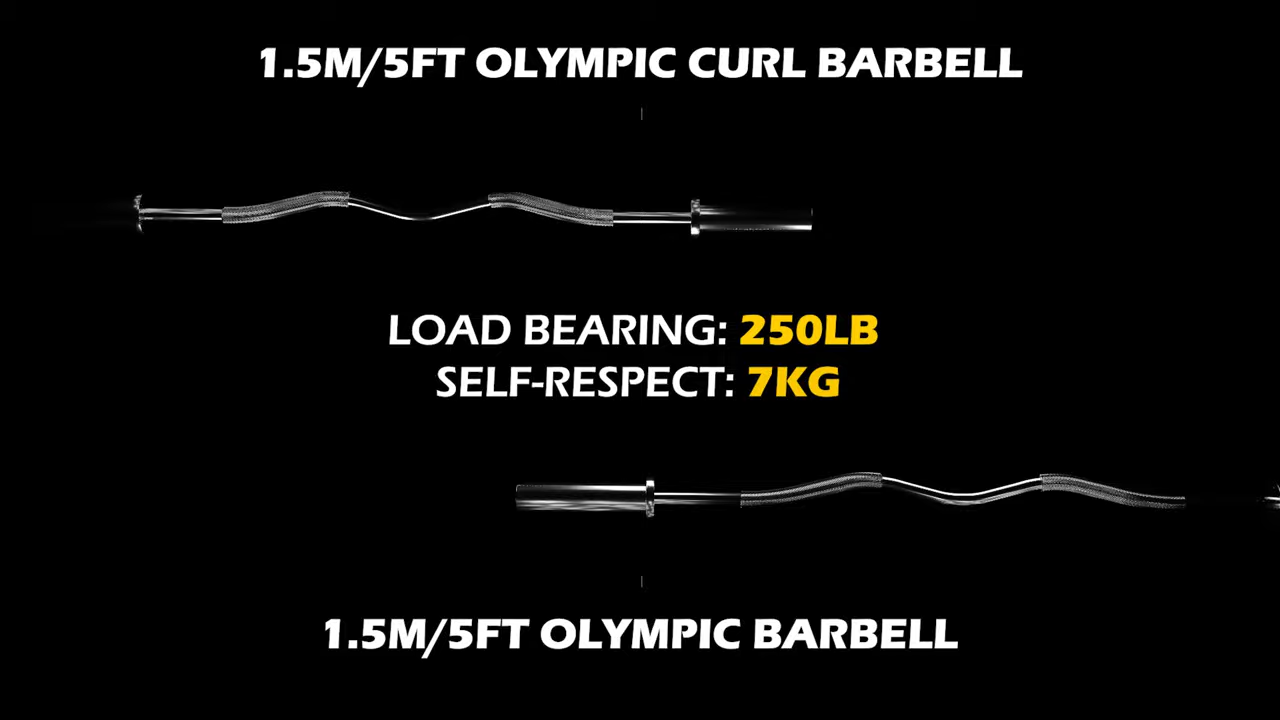 1.5M/5FT OLYMPIC CURL BARBELL
LOAD BEARING: 250LB
SELF-RESPECT: 7KG
1.5M/5FT OLYMPIC BARBELL